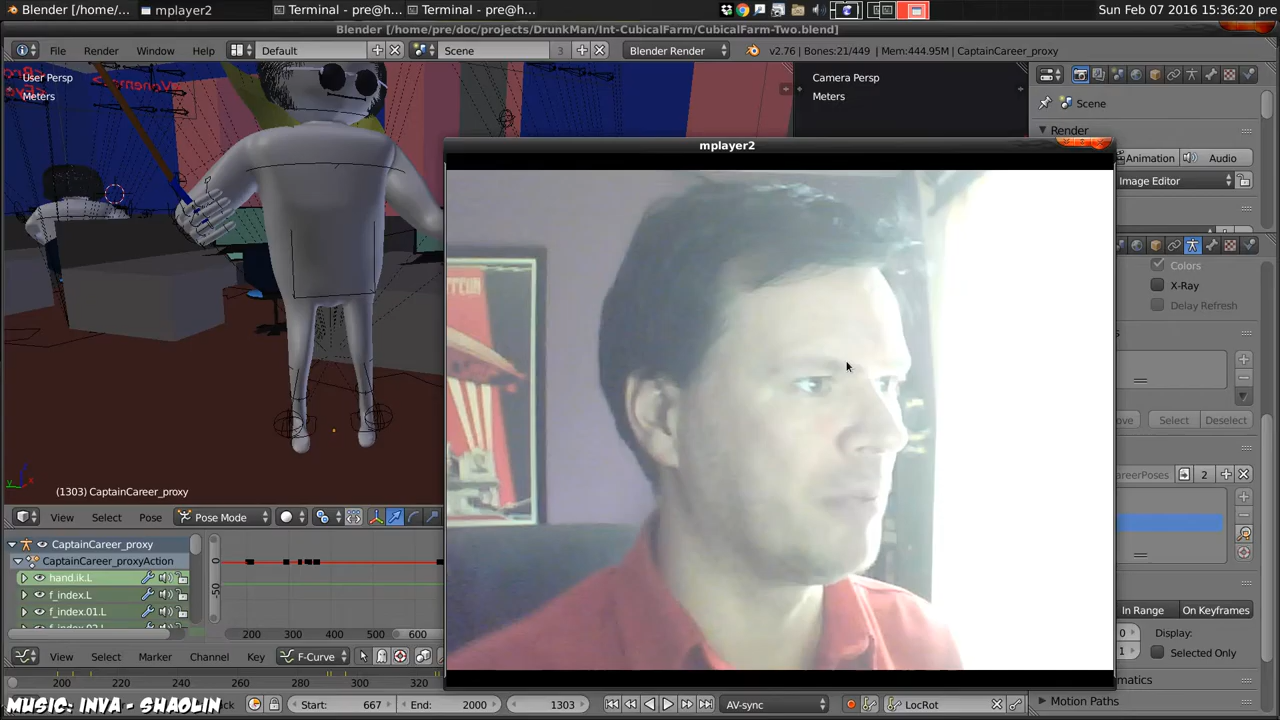 Blender [/home/... mplayer2 Terminal - pre@h... Terminal - pre@h... Sun Feb 07 2016 15:36:20 pre
Blender [/home/pre/doc/projects/DrunkMan/Int-CubicalFarm/CubicalFarm-Two.blend]
File Render Window Help Default Scene 3 Blender Render v2.76 | Bones:21/449 | Mem:444.95M | CaptainCareer_proxy
User Persp
Meters
Camera Persp
Meters
Scene
Render
Animation Audio
Image Editor
mplayer2
Colors
X-Ray
Delay Refresh
Select Deselect
2
In Range On Keyframes
Display:
Selected Only
Motion Paths
(1303) CaptainCareer_proxy
View Select Pose Pose Mode
CaptainCareer_proxy
CaptainCareer_proxyAction
hand.ik.L
f_index.L
f_index.01.L
0
-50
200 300 400 500 600
View Select Marker Channel Key F-Curve
200 220 240 260 280 300 320
MUSIC: INVA - SHAOLIN
Start: 667 End: 2000 1303 AV-sync LocRot